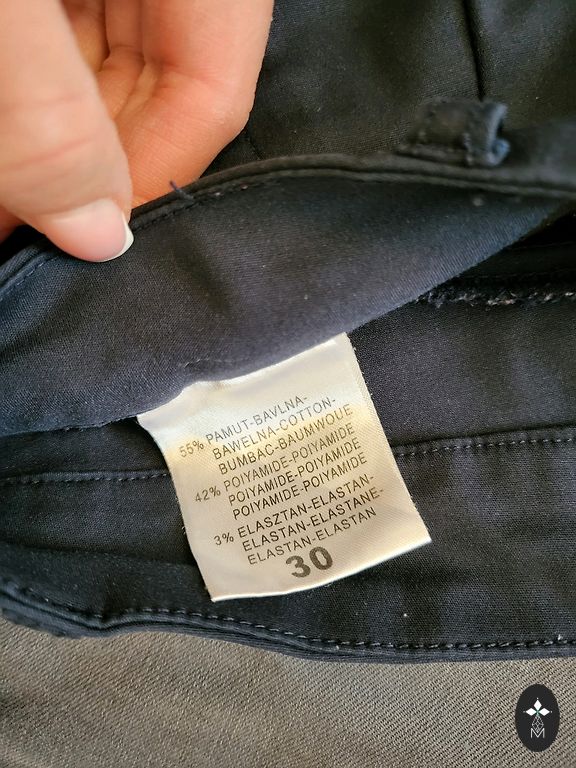 55% PAMUT-BAVLNA-
BAWELNA-COTTON-
BUMBAC-BAUMWOUE
42% POIYAMIDE-POIYAMIDE
POIYAMIDE-POIYAMIDE
POIYAMIDE-POIYAMIDE
3% ELASZTAN-ELASTAN-
ELASTAN-ELASTANE-
ELASTAN-ELASTAN
30
M